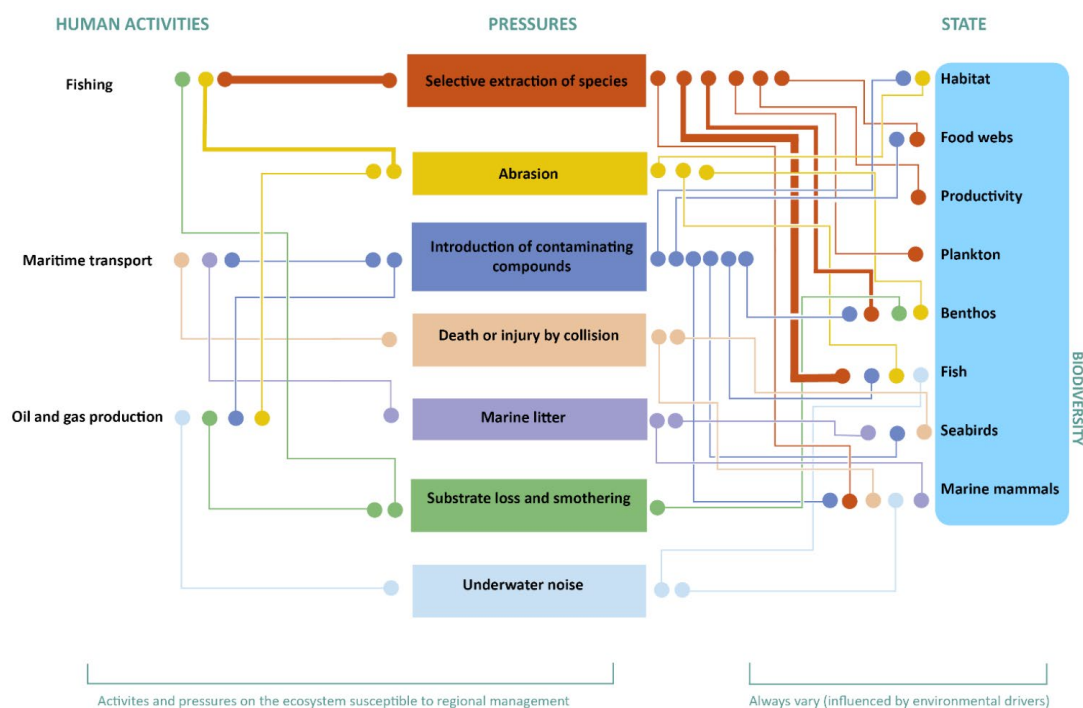 HUMAN ACTIVITIES
PRESSURES
STATE
Fishing
Selective extraction of species
Habitat
Food webs
Abrasion
Productivity
Maritime transport
Introduction of contaminating
compounds
Plankton
Benthos
Death or injury by collision
Fish
BIODIVERSITY
Oil and gas production
Marine litter
Seabirds
Substrate loss and smothering
Marine mammals
Underwater noise
Activites and pressures on the ecosystem susceptible to regional management
Always vary (influenced by environmental drivers)